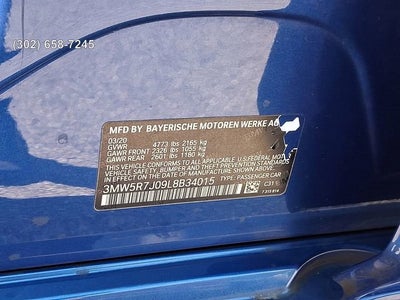 (302) 658-7245
MFD BY BAYERISCHE MOTOREN WERKE AG
03/20
GVWR 4773 lbs 2165 kg
GAWR FRONT 2326 lbs 1055 kg
GAWR REAR 2601 lbs 1180 kg
THIS VEHICLE CONFORMS TO ALL APPLICABLE U.S. FEDERAL MOTOR
VEHICLE SAFETY, BUMPER, AND THEFT PREVENTION STANDARDS
IN EFFECT ON THE DATE OF MANUFACTURE SHOWN ABOVE.
3MW5R7J09L8B34015 TYPE: PASSENGER CAR
C311